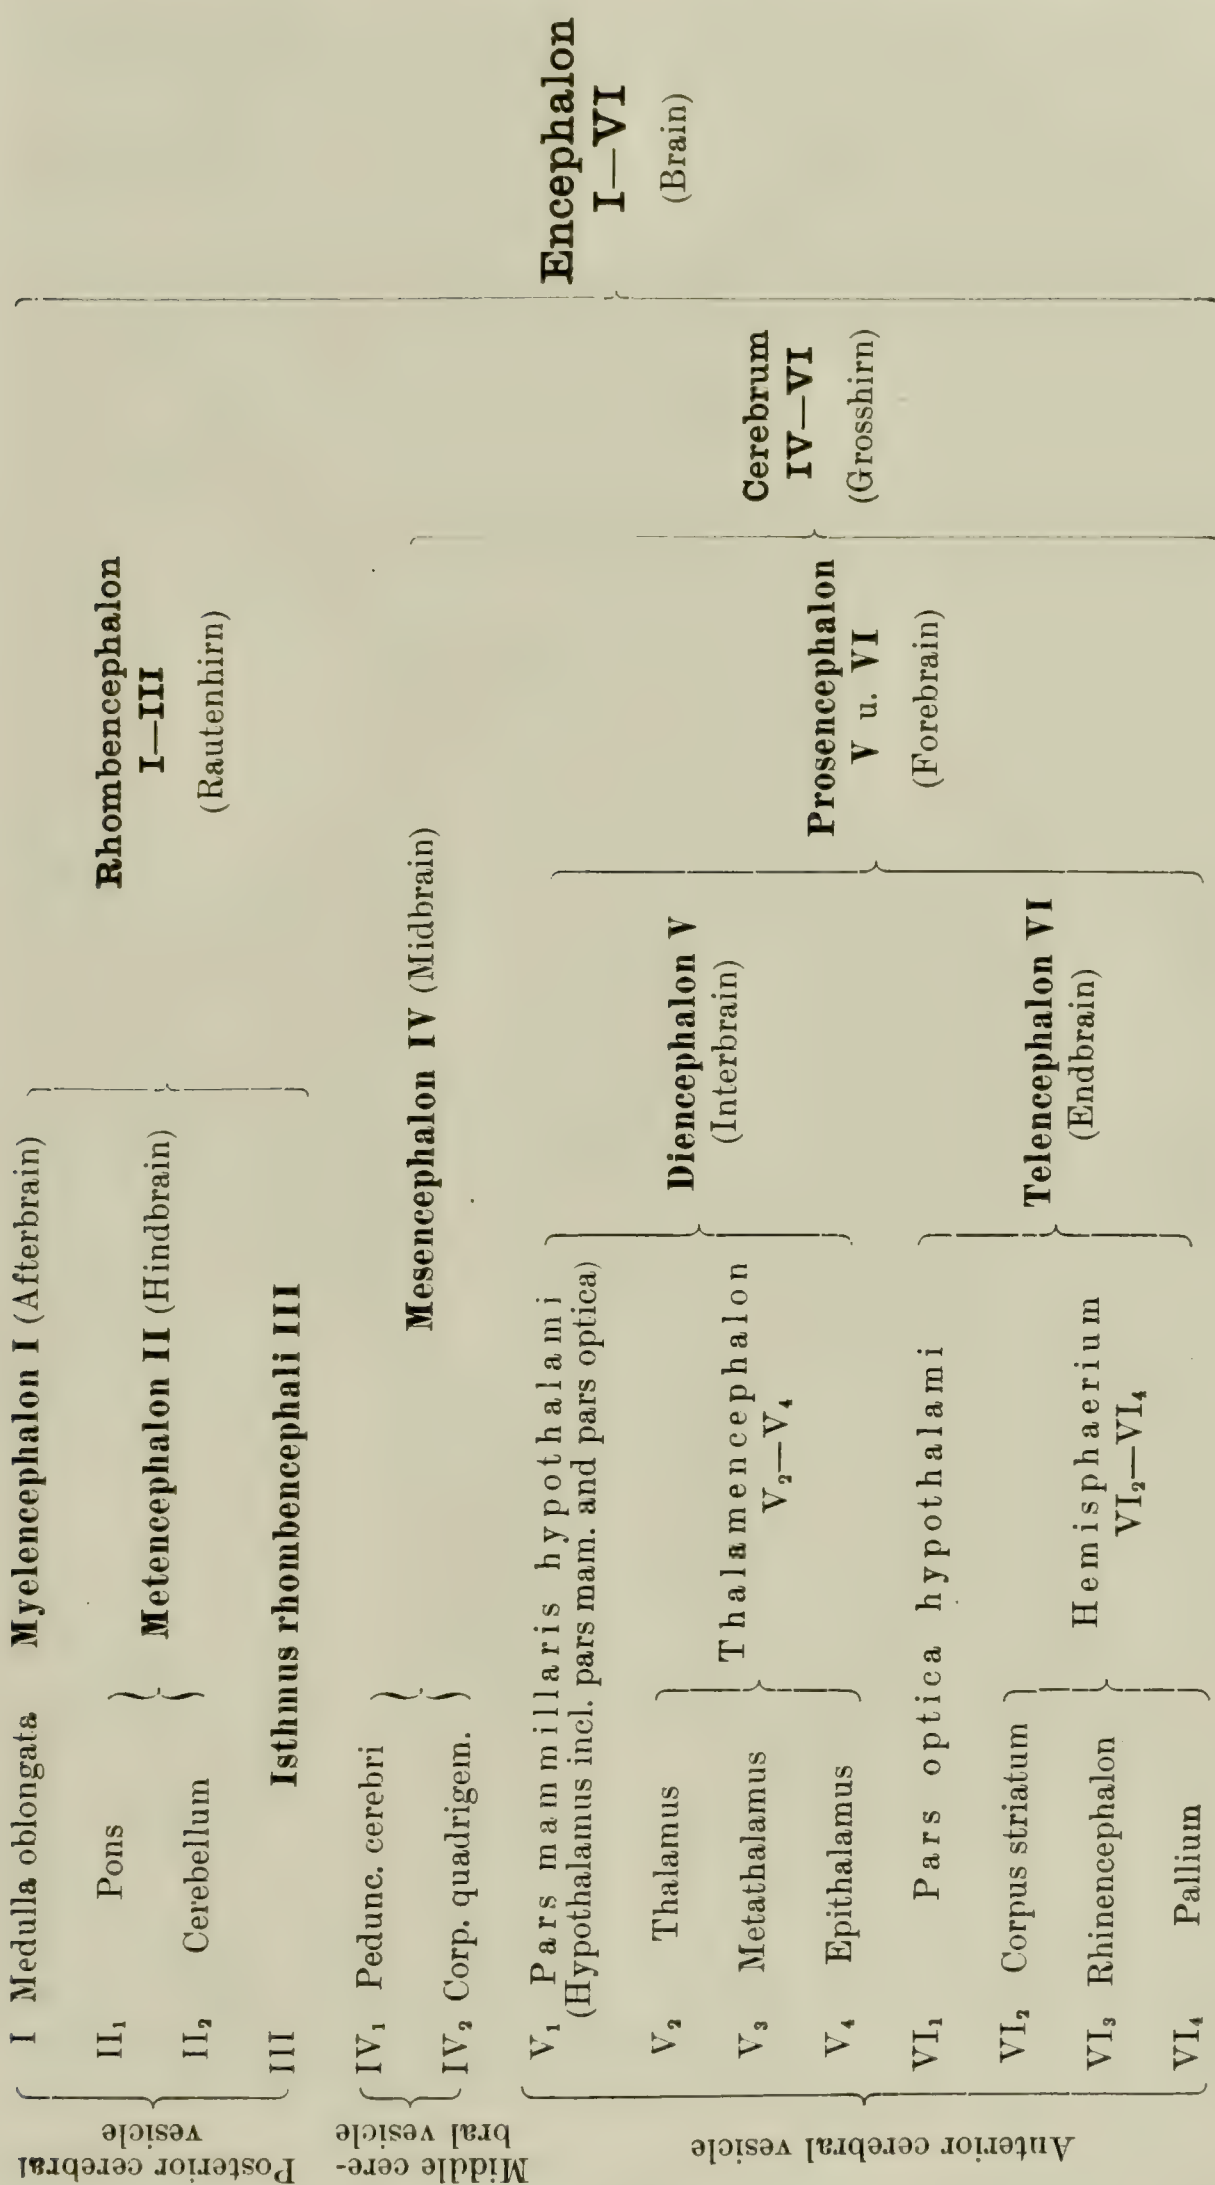 Posterior cerebral
vesicle
I Medulla oblongata Myelencephalon I (Afterbrain)
II₁ Pons
Metencephalon II (Hindbrain)
II₂ Cerebellum
III Isthmus rhombencephali III
Rhombencephalon
I—III
(Rautenhirn)
Middle cere-
bral vesicle
IV₁ Pedunc. cerebri
Mesencephalon IV (Midbrain)
IV₂ Corp. quadrigem.
Anterior cerebral vesicle
V₁ Pars mammillaris hypothalami
(Hypothalamus incl. pars mam. and pars optica)
V₂ Thalamus
V₃ Metathalamus
V₄ Epithalamus
Thalamencephalon
V₂—V₄
Diencephalon V
(Interbrain)
VI₁ Pars optica hypothalami
VI₂ Corpus striatum
VI₃ Rhinencephalon
VI₄ Pallium
Hemisphaerium
VI₂—VI₄
Telencephalon VI
(Endbrain)
Prosencephalon
V u. VI
(Forebrain)
Cerebrum
IV—VI
(Grosshirn)
Encephalon
I—VI
(Brain)